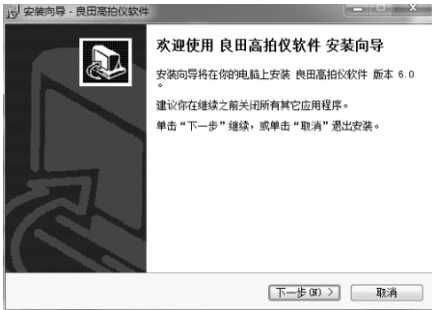 安装向导 - 良田高拍仪软件
欢迎使用 良田高拍仪软件 安装向导
安装向导将在你的电脑上安装 良田高拍仪软件 版本 6.0
。
建议你在继续之前关闭所有其它应用程序。
单击“下一步”继续，或单击“取消”退出安装。
下一步(N) > 取消